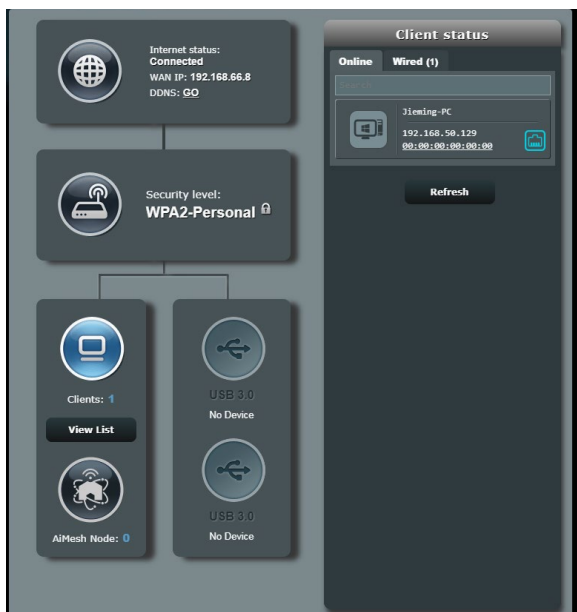 Internet status:
Connected
WAN IP: 192.168.66.8
DDNS: GO
Security level:
WPA2-Personal
Clients: 1
View List
AiMesh Node: 0
USB 3.0
No Device
USB 3.0
No Device
Client status
Online Wired (1)
Search
Jieming-PC
192.168.50.129
00:00:00:00:00:00
Refresh